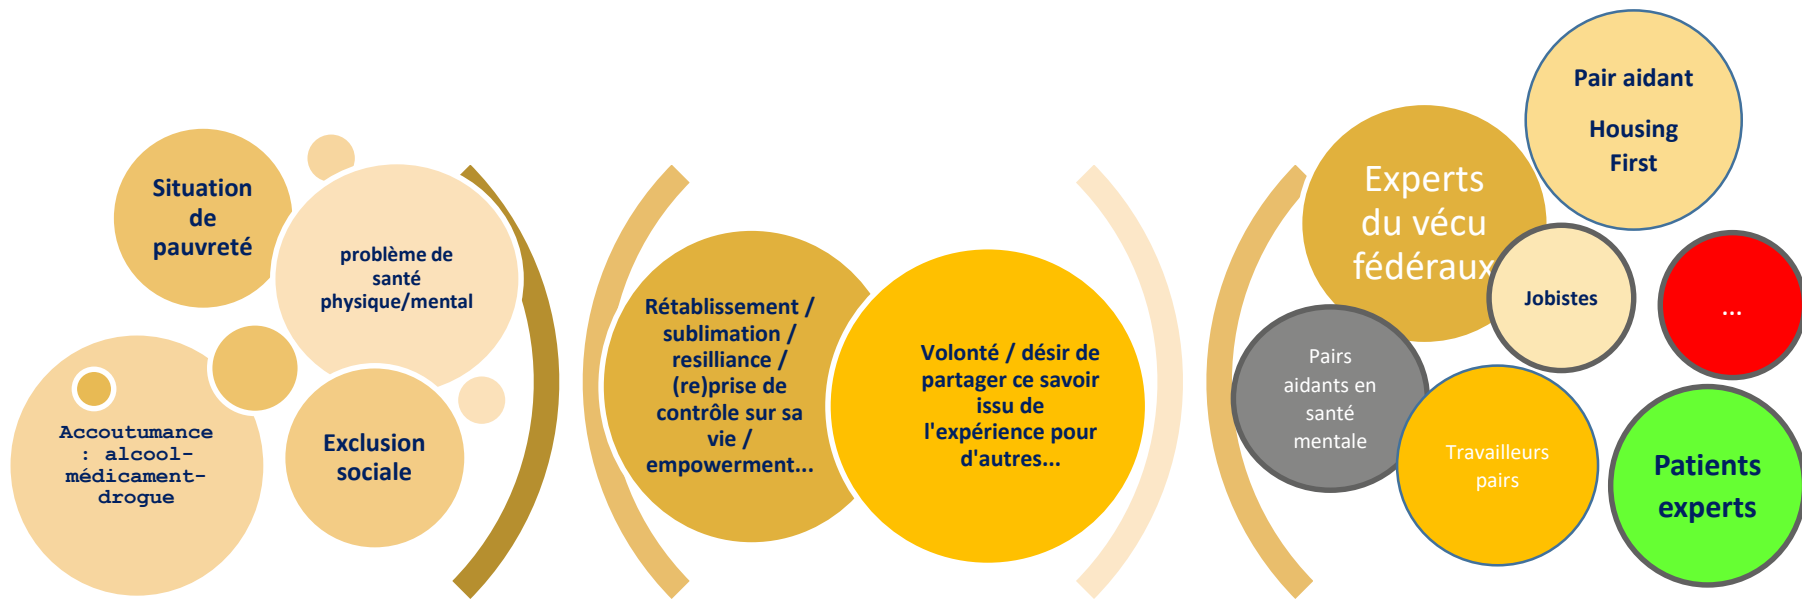 Situation
de
pauvreté
problème de
santé
physique/mental
Accoutumance
: alcool-
médicament-
drogue
Exclusion
sociale
Rétablissement /
sublimation /
resilliance /
(re)prise de
contrôle sur sa
vie /
empowerment...
Volonté / désir de
partager ce savoir
issu de
l'expérience pour
d'autres...
Experts
du vécu
fédéraux
Pair aidant
Housing
First
Jobistes
...
Pairs
aidants en
santé
mentale
Travailleurs
pairs
Patients
experts